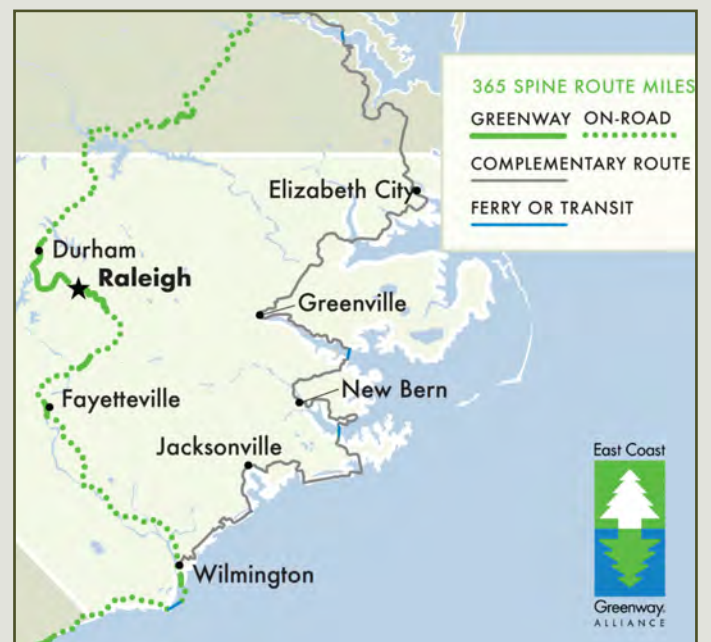 365 SPINE ROUTE MILES
GREENWAY ON-ROAD
COMPLEMENTARY ROUTE
FERRY OR TRANSIT
Elizabeth City
Durham
Raleigh
Greenville
Fayetteville
New Bern
Jacksonville
Wilmington
East Coast
Greenway.
ALLIANCE